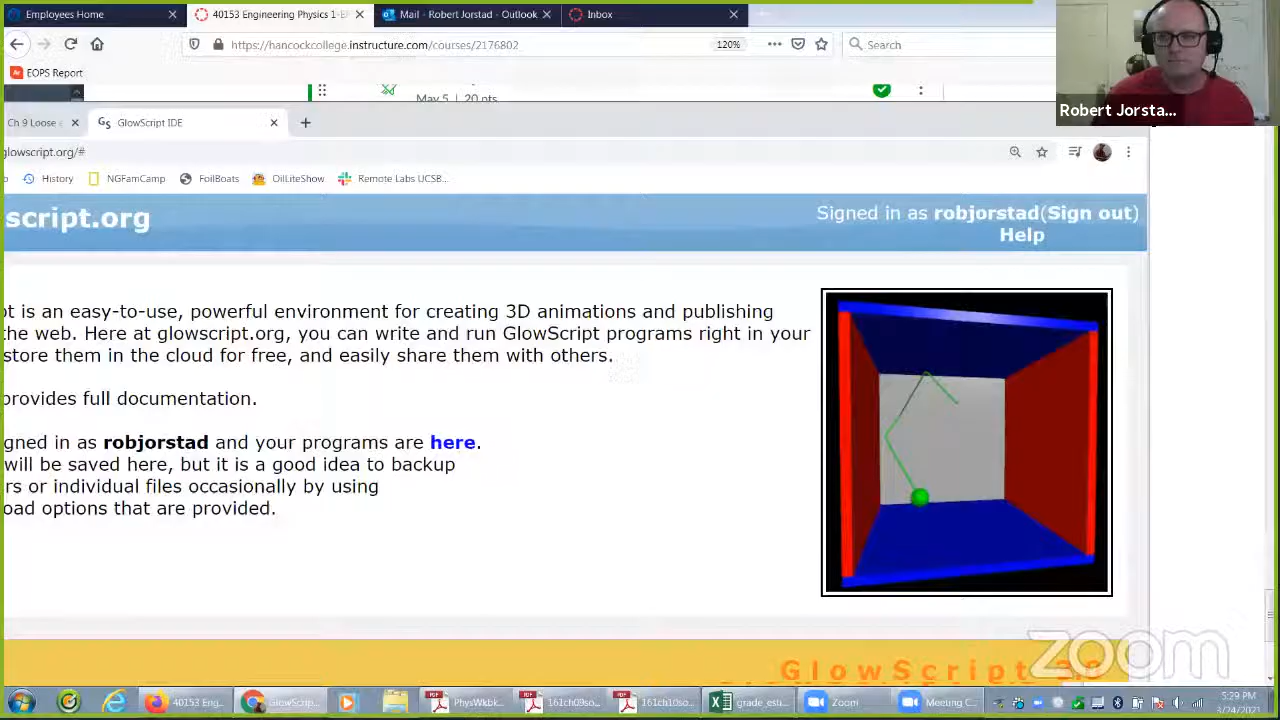 Employees Home
40153 Engineering Physics 1-EF
Mail - Robert Jorstad - Outlook
Inbox
https://hancockcollege.instructure.com/courses/2176802
120%
Search
EOPS Report
May 5 | 20 pts
Robert Jorsta...
Ch 9 Loose
GlowScript IDE
glowscript.org/#
History
NGFamCamp
FoilBoats
OilLiteShow
Remote Labs UCSB...
script.org
Signed in as robjorstad(Sign out)
Help
pt is an easy-to-use, powerful environment for creating 3D animations and publishing
the web. Here at glowscript.org, you can write and run GlowScript programs right in your
store them in the cloud for free, and easily share them with others.
provides full documentation.
gned in as robjorstad and your programs are here.
will be saved here, but it is a good idea to backup
rs or individual files occasionally by using
oad options that are provided.
GlowScript 3.0
zoom
40153 Eng...
GlowScrip...
PhysWkbk...
161ch09so...
161ch10so...
grade_esti...
Zoom
Meeting C...
5:29 PM
3/24/2021